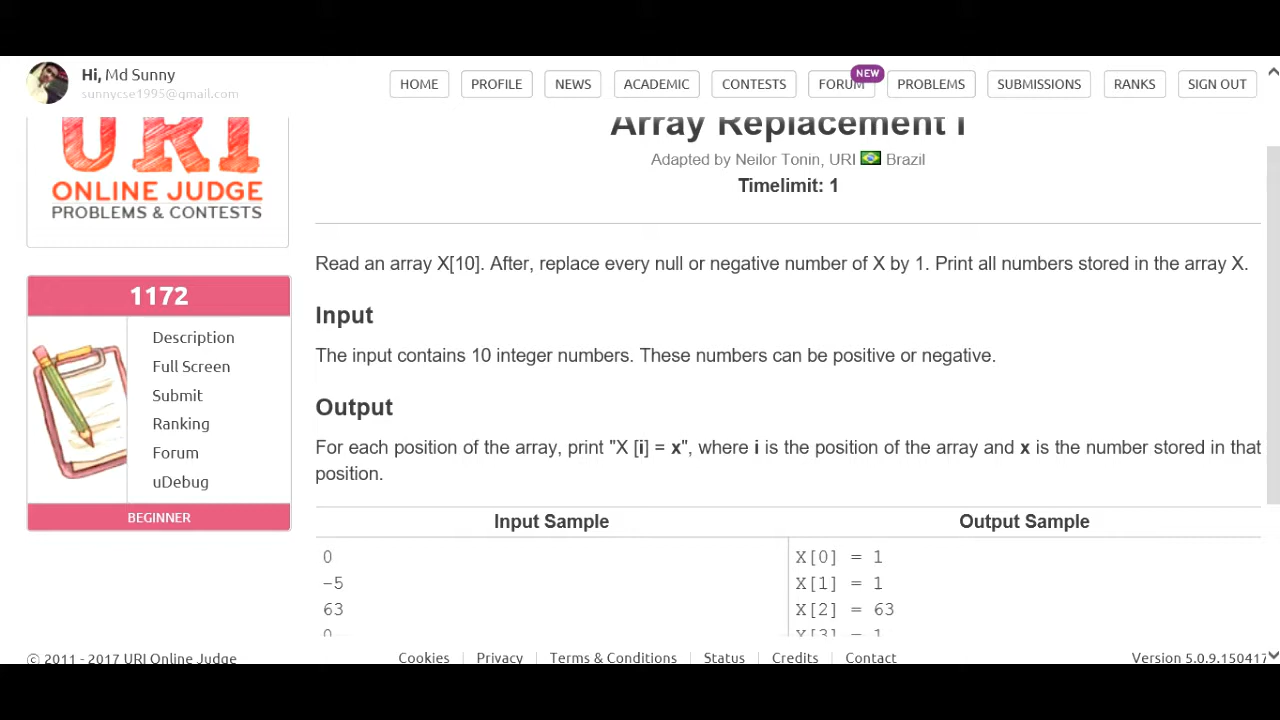 Hi, Md Sunny
sunnycse1995@gmail.com
HOME
PROFILE
NEWS
ACADEMIC
CONTESTS
FORUM
NEW
PROBLEMS
SUBMISSIONS
RANKS
SIGN OUT
URI
ONLINE JUDGE
PROBLEMS & CONTESTS
1172
Description
Full Screen
Submit
Ranking
Forum
uDebug
BEGINNER
Array Replacement I
Adapted by Neilor Tonin, URI Brazil
Timelimit: 1
Read an array X[10]. After, replace every null or negative number of X by 1. Print all numbers stored in the array X.
Input
The input contains 10 integer numbers. These numbers can be positive or negative.
Output
For each position of the array, print "X [i] = x", where i is the position of the array and x is the number stored in that
position.
Input Sample
Output Sample
0
-5
63
0
X[0] = 1
X[1] = 1
X[2] = 63
X[3] = 1
© 2011 - 2017 URI Online Judge
Cookies
Privacy
Terms & Conditions
Status
Credits
Contact
Version 5.0.9.150417